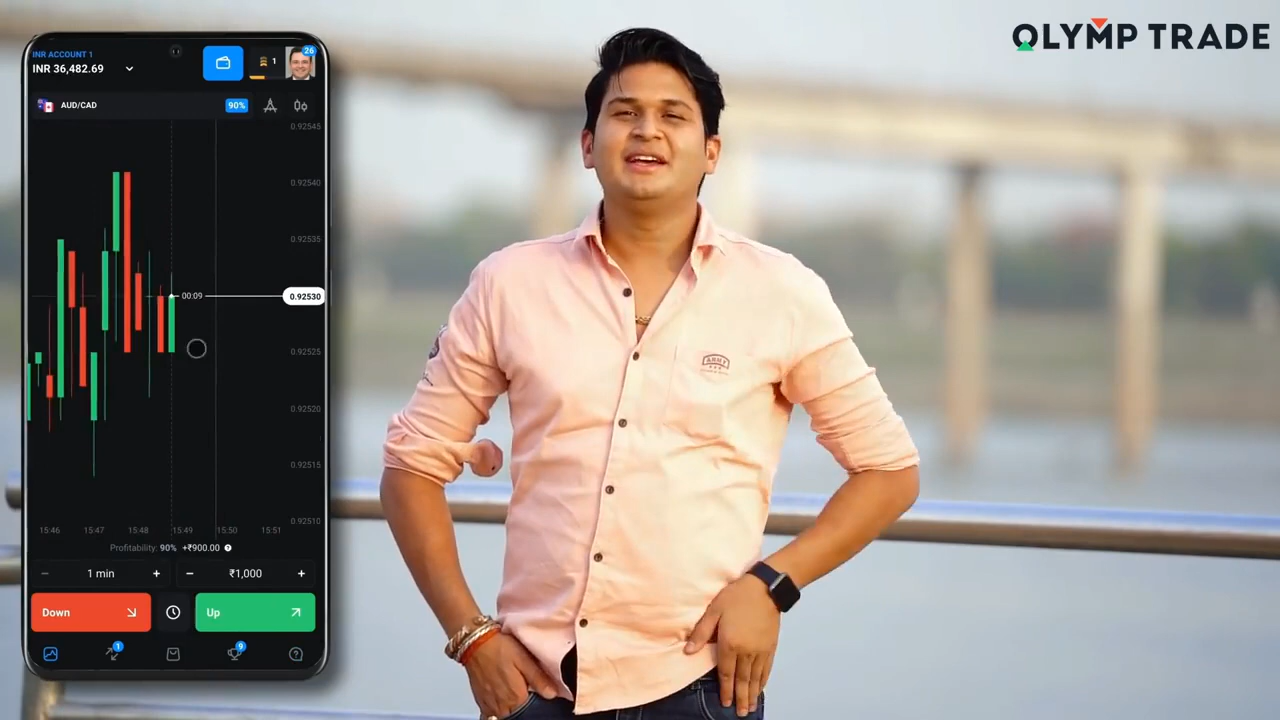 OLYMP TRADE
INR ACCOUNT 1
INR 36,482.69
1
26
AUD/CAD
90%
0.92545
0.92540
0.92535
00:09
0.92530
0.92525
0.92520
0.92515
0.92510
15:46 15:47 15:48 15:49 15:50 15:51
Profitability: 90% +₹900.00 ?
− 1 min + − ₹1,000 +
Down Up
1 9
?
ARMY